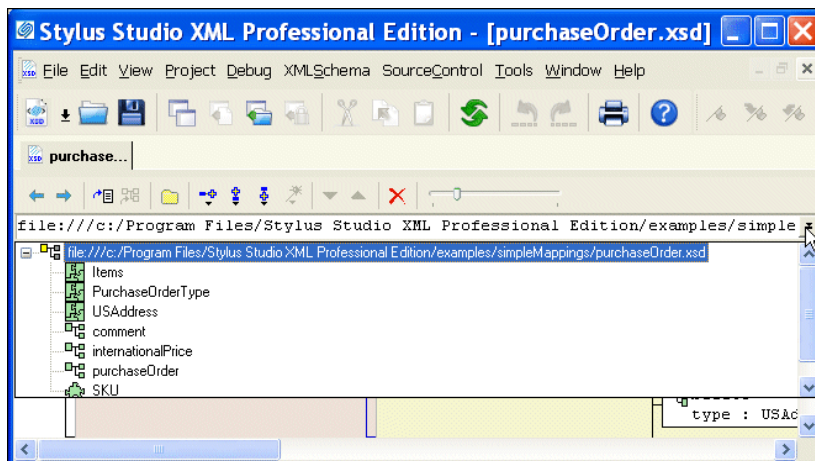 Stylus Studio XML Professional Edition - [purchaseOrder.xsd]
File Edit View Project Debug XMLSchema SourceControl Tools Window Help
purchase...
file:///c:/Program Files/Stylus Studio XML Professional Edition/examples/simple
file:///c:/Program Files/Stylus Studio XML Professional Edition/examples/simpleMappings/purchaseOrder.xsd
Items
PurchaseOrderType
USAddress
comment
internationalPrice
purchaseOrder
SKU
type : USAd